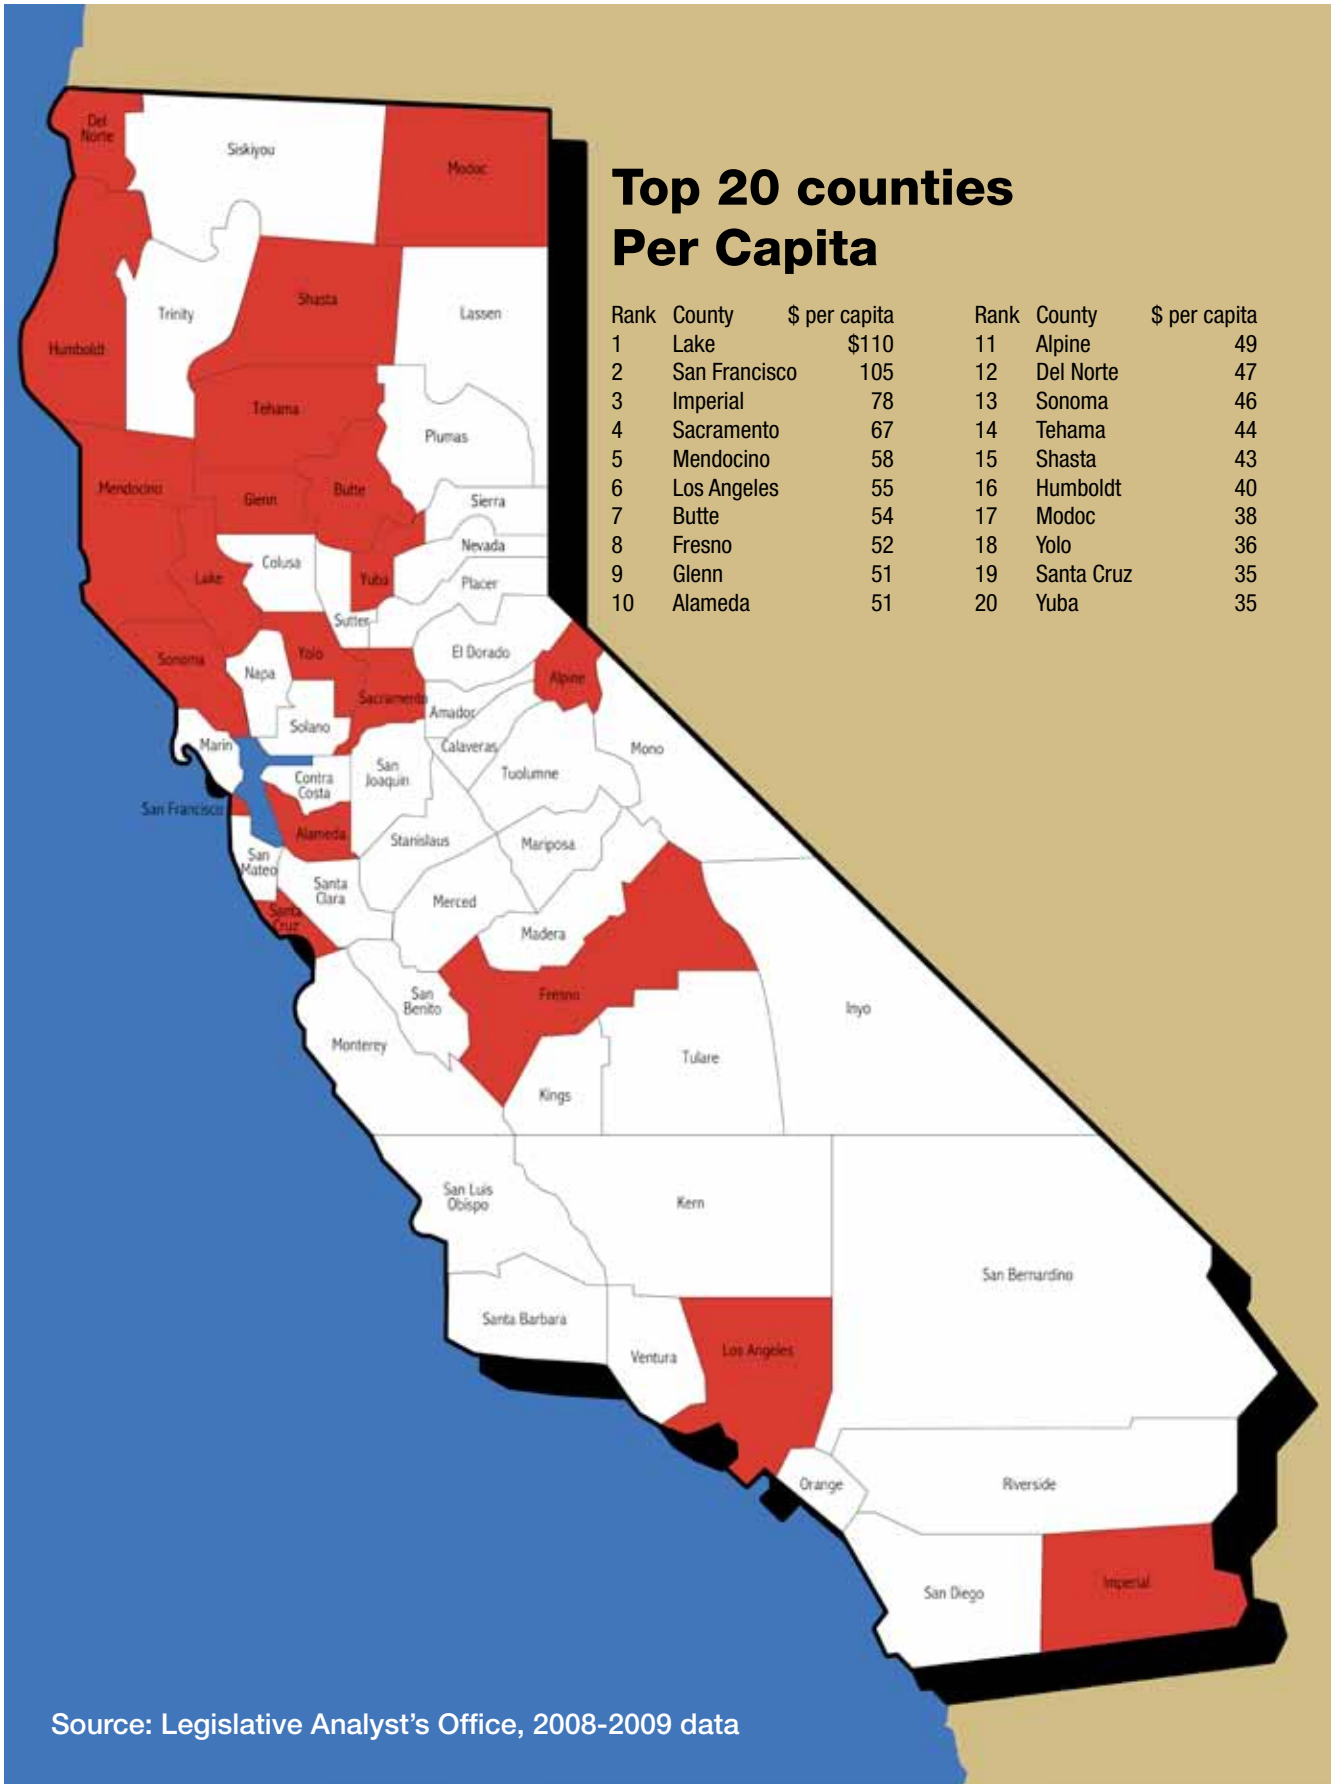 Top 20 counties
Per Capita
Rank County $ per capita
1 Lake $110
2 San Francisco 105
3 Imperial 78
4 Sacramento 67
5 Mendocino 58
6 Los Angeles 55
7 Butte 54
8 Fresno 52
9 Glenn 51
10 Alameda 51
Rank County $ per capita
11 Alpine 49
12 Del Norte 47
13 Sonoma 46
14 Tehama 44
15 Shasta 43
16 Humboldt 40
17 Modoc 38
18 Yolo 36
19 Santa Cruz 35
20 Yuba 35
Del
Norte
Siskiyou
Modoc
Shasta
Trinity
Lassen
Humboldt
Tehama
Plumas
Mendocino
Glenn
Butte
Sierra
Nevada
Colusa
Lake
Yuba
Placer
Sutter
Sonoma
Yolo
El Dorado
Napa
Alpine
Sacramento
Amador
Solano
Marin
Calaveras
Mono
San
Joaquin
Tuolumne
Contra
Costa
San Francisco
Alameda
Stanislaus
Mariposa
San
Mateo
Santa
Clara
Merced
Santa
Cruz
Madera
San
Benito
Fresno
Inyo
Monterey
Tulare
Kings
San Luis
Obispo
Kern
San Bernardino
Santa Barbara
Ventura
Los Angeles
Orange
Riverside
San Diego
Imperial
Source: Legislative Analyst’s Office, 2008-2009 data